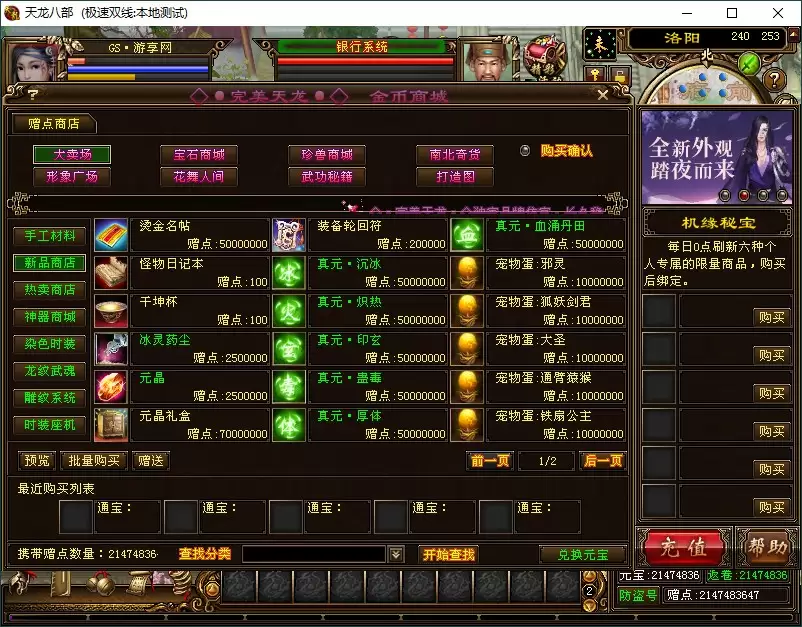 天龙八部 (极速双线:本地测试)
GS·游享网
银行系统
洛阳 240 253
北
?
◇●完美天龙●◇ 金币商城
赠点商店
大卖场 宝石商城 珍兽商城 南北奇货
购买确认
形象广场 花舞人间 武功秘籍 打造图
全新外观
踏夜而来
机缘秘宝
每日0点刷新六种个
人专属的限量商品，购买
后绑定。
手工材料
新品商店
热卖商店
神器商城
染色时装
龙纹武魂
雕纹系统
时装座机
烫金名帖
赠点:50000000
装备轮回符
赠点:200000
真元·血涌丹田
赠点:50000000
怪物日记本
赠点:100
真元·沉冰
赠点:50000000
宠物蛋:邪灵
赠点:10000000
干坤杯
赠点:100
真元·炽热
赠点:50000000
宠物蛋:狐妖剑君
赠点:10000000
冰灵药尘
赠点:2500000
真元·印玄
赠点:50000000
宠物蛋:大圣
赠点:10000000
元晶
赠点:2500000
真元·蛊毒
赠点:50000000
宠物蛋:通臂猿猴
赠点:10000000
元晶礼盒
赠点:70000000
真元·厚体
赠点:50000000
宠物蛋:铁扇公主
赠点:10000000
购买
购买
购买
购买
购买
购买
预览 批量购买 赠送 前一页 1/2 后一页
最近购买列表
通宝: 通宝: 通宝: 通宝: 通宝:
携带赠点数量:21474836 查找分类 开始查找 兑换元宝
充值 帮助
2
元宝:21474836 返卷:21474836
防盗号 赠点:2147483647